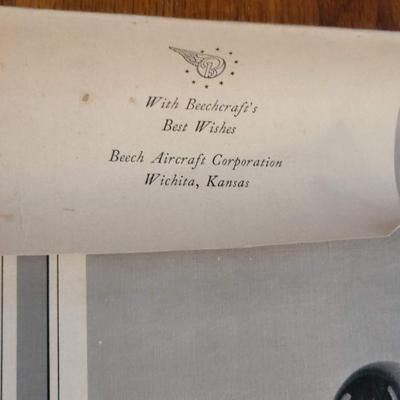 With Beechcraft's
Best Wishes
Beech Aircraft Corporation
Wichita, Kansas